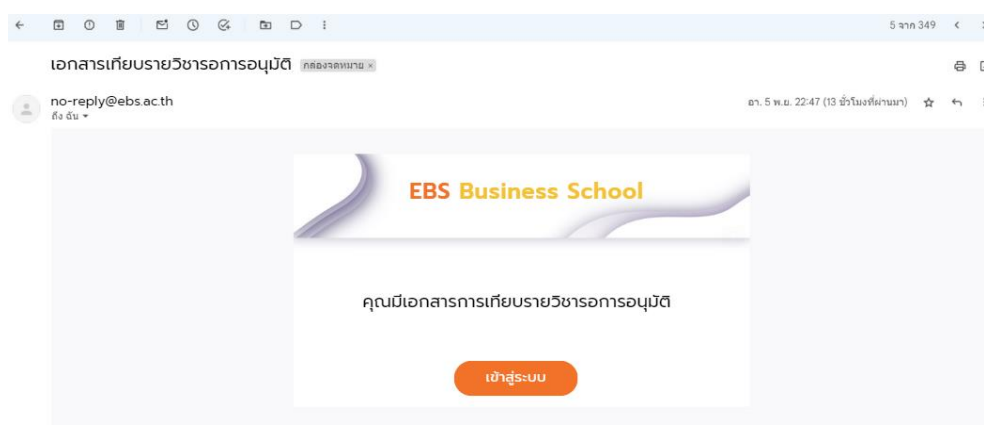 5 จาก 349
เอกสารเทียบรายวิชารอการอนุมัติ กล่องจดหมาย ×
no-reply@ebs.ac.th
อา. 5 พ.ย. 22:47 (13 ชั่วโมงที่ผ่านมา)
ถึง ฉัน
EBS Business School
คุณมีเอกสารการเทียบรายวิชารอการอนุมัติ
เข้าสู่ระบบ